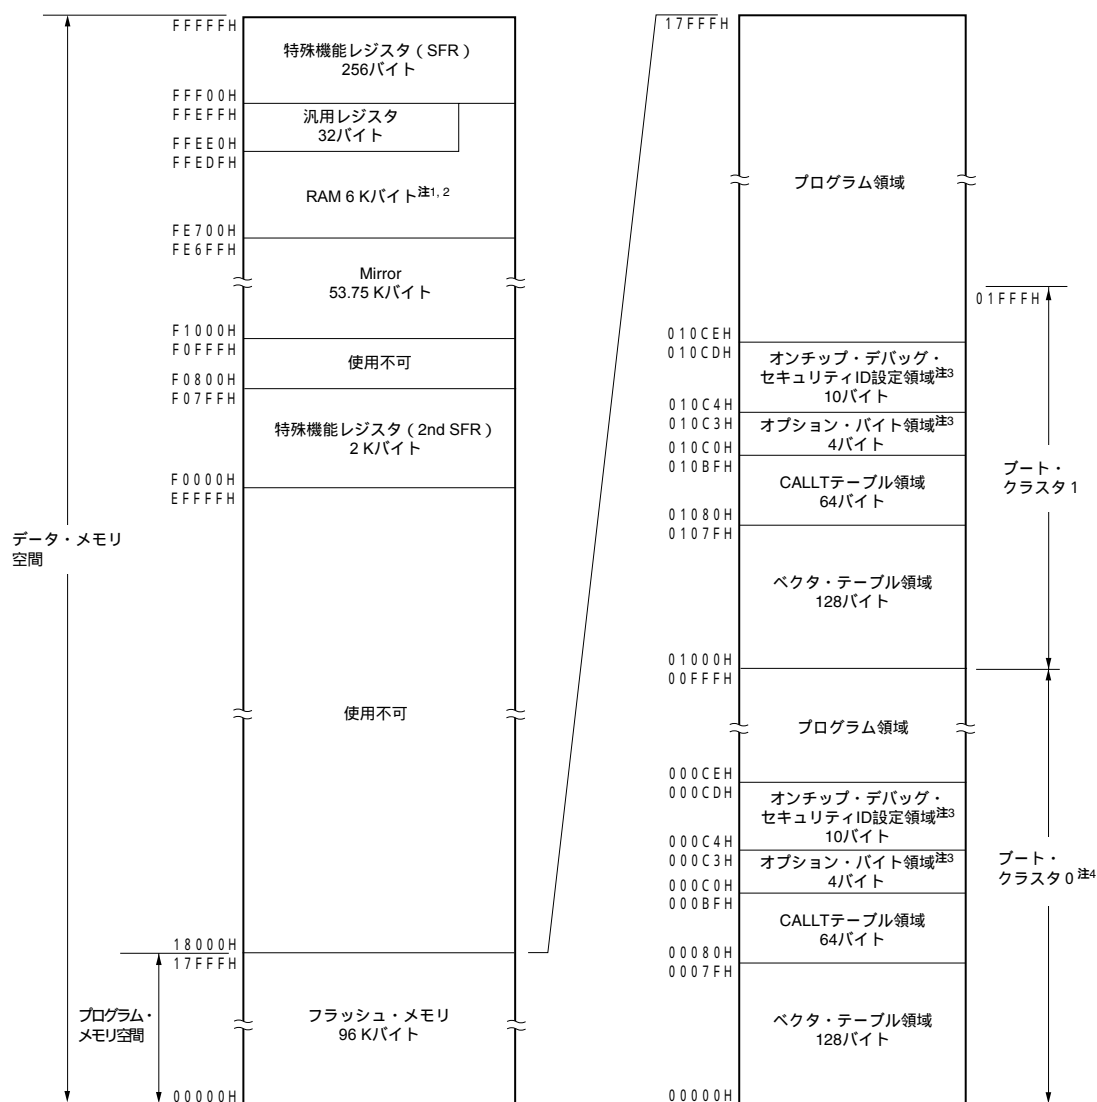 FFFFFH
特殊機能レジスタ（SFR）
256バイト
FFF00H
FFEFFH
汎用レジスタ
32バイト
FFEE0H
FFEDFH
RAM 6 Kバイト注1, 2
FE700H
FE6FFH
Mirror
53.75 Kバイト
F1000H
F0FFFH
使用不可
F0800H
F07FFH
特殊機能レジスタ（2nd SFR）
2 Kバイト
F0000H
EFFFFH
データ・メモリ
空間
使用不可
18000H
17FFFH
プログラム・
メモリ空間
フラッシュ・メモリ
96 Kバイト
00000H
17FFFH
プログラム領域
01FFFH
010CEH
010CDH
オンチップ・デバッグ・
セキュリティID設定領域注3
10バイト
010C4H
010C3H
オプション・バイト領域注3
4バイト
010C0H
010BFH
CALLTテーブル領域
64バイト
ブート・
クラスタ1
01080H
0107FH
ベクタ・テーブル領域
128バイト
01000H
00FFFH
プログラム領域
000CEH
000CDH
オンチップ・デバッグ・
セキュリティID設定領域注3
10バイト
000C4H
000C3H
オプション・バイト領域注3
4バイト
ブート・
クラスタ0注4
000C0H
000BFH
CALLTテーブル領域
64バイト
00080H
0007FH
ベクタ・テーブル領域
128バイト
00000H